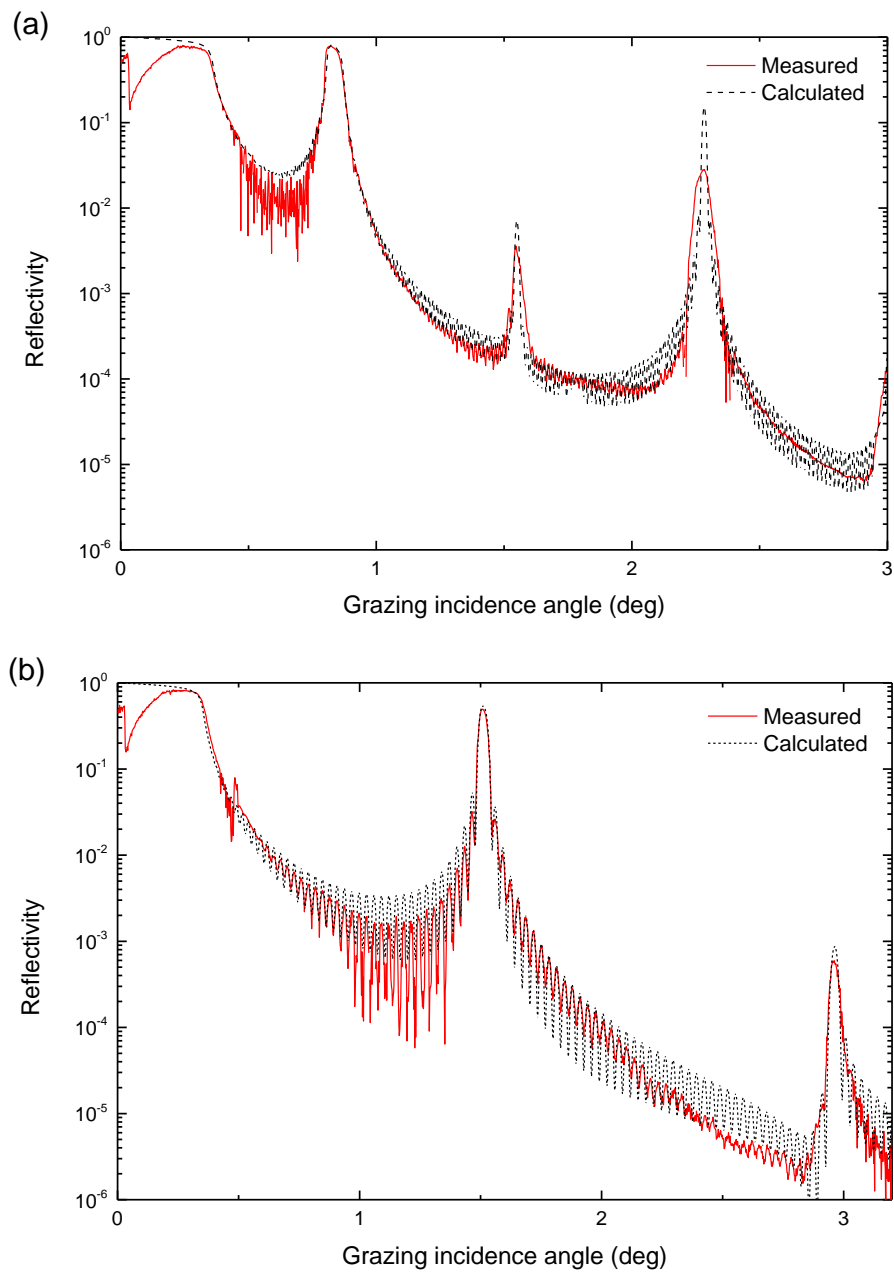 (a)
10^0
10^-1
10^-2
10^-3
10^-4
10^-5
10^-6
Reflectivity
Measured
Calculated
0 1 2 3
Grazing incidence angle (deg)
(b)
10^0
10^-1
10^-2
10^-3
10^-4
10^-5
10^-6
Reflectivity
Measured
Calculated
0 1 2 3
Grazing incidence angle (deg)